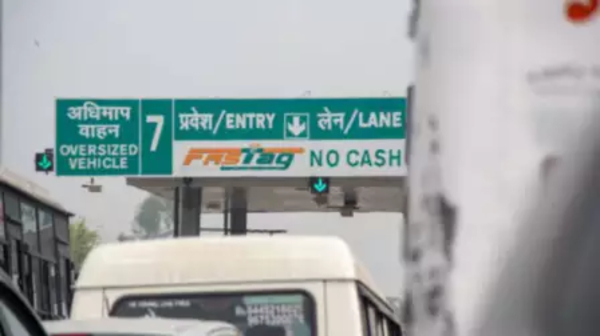 अधिमाप
वाहन
OVERSIZED
VEHICLE
7
प्रवेश/ENTRY लेन/LANE
FASTag NO CASH